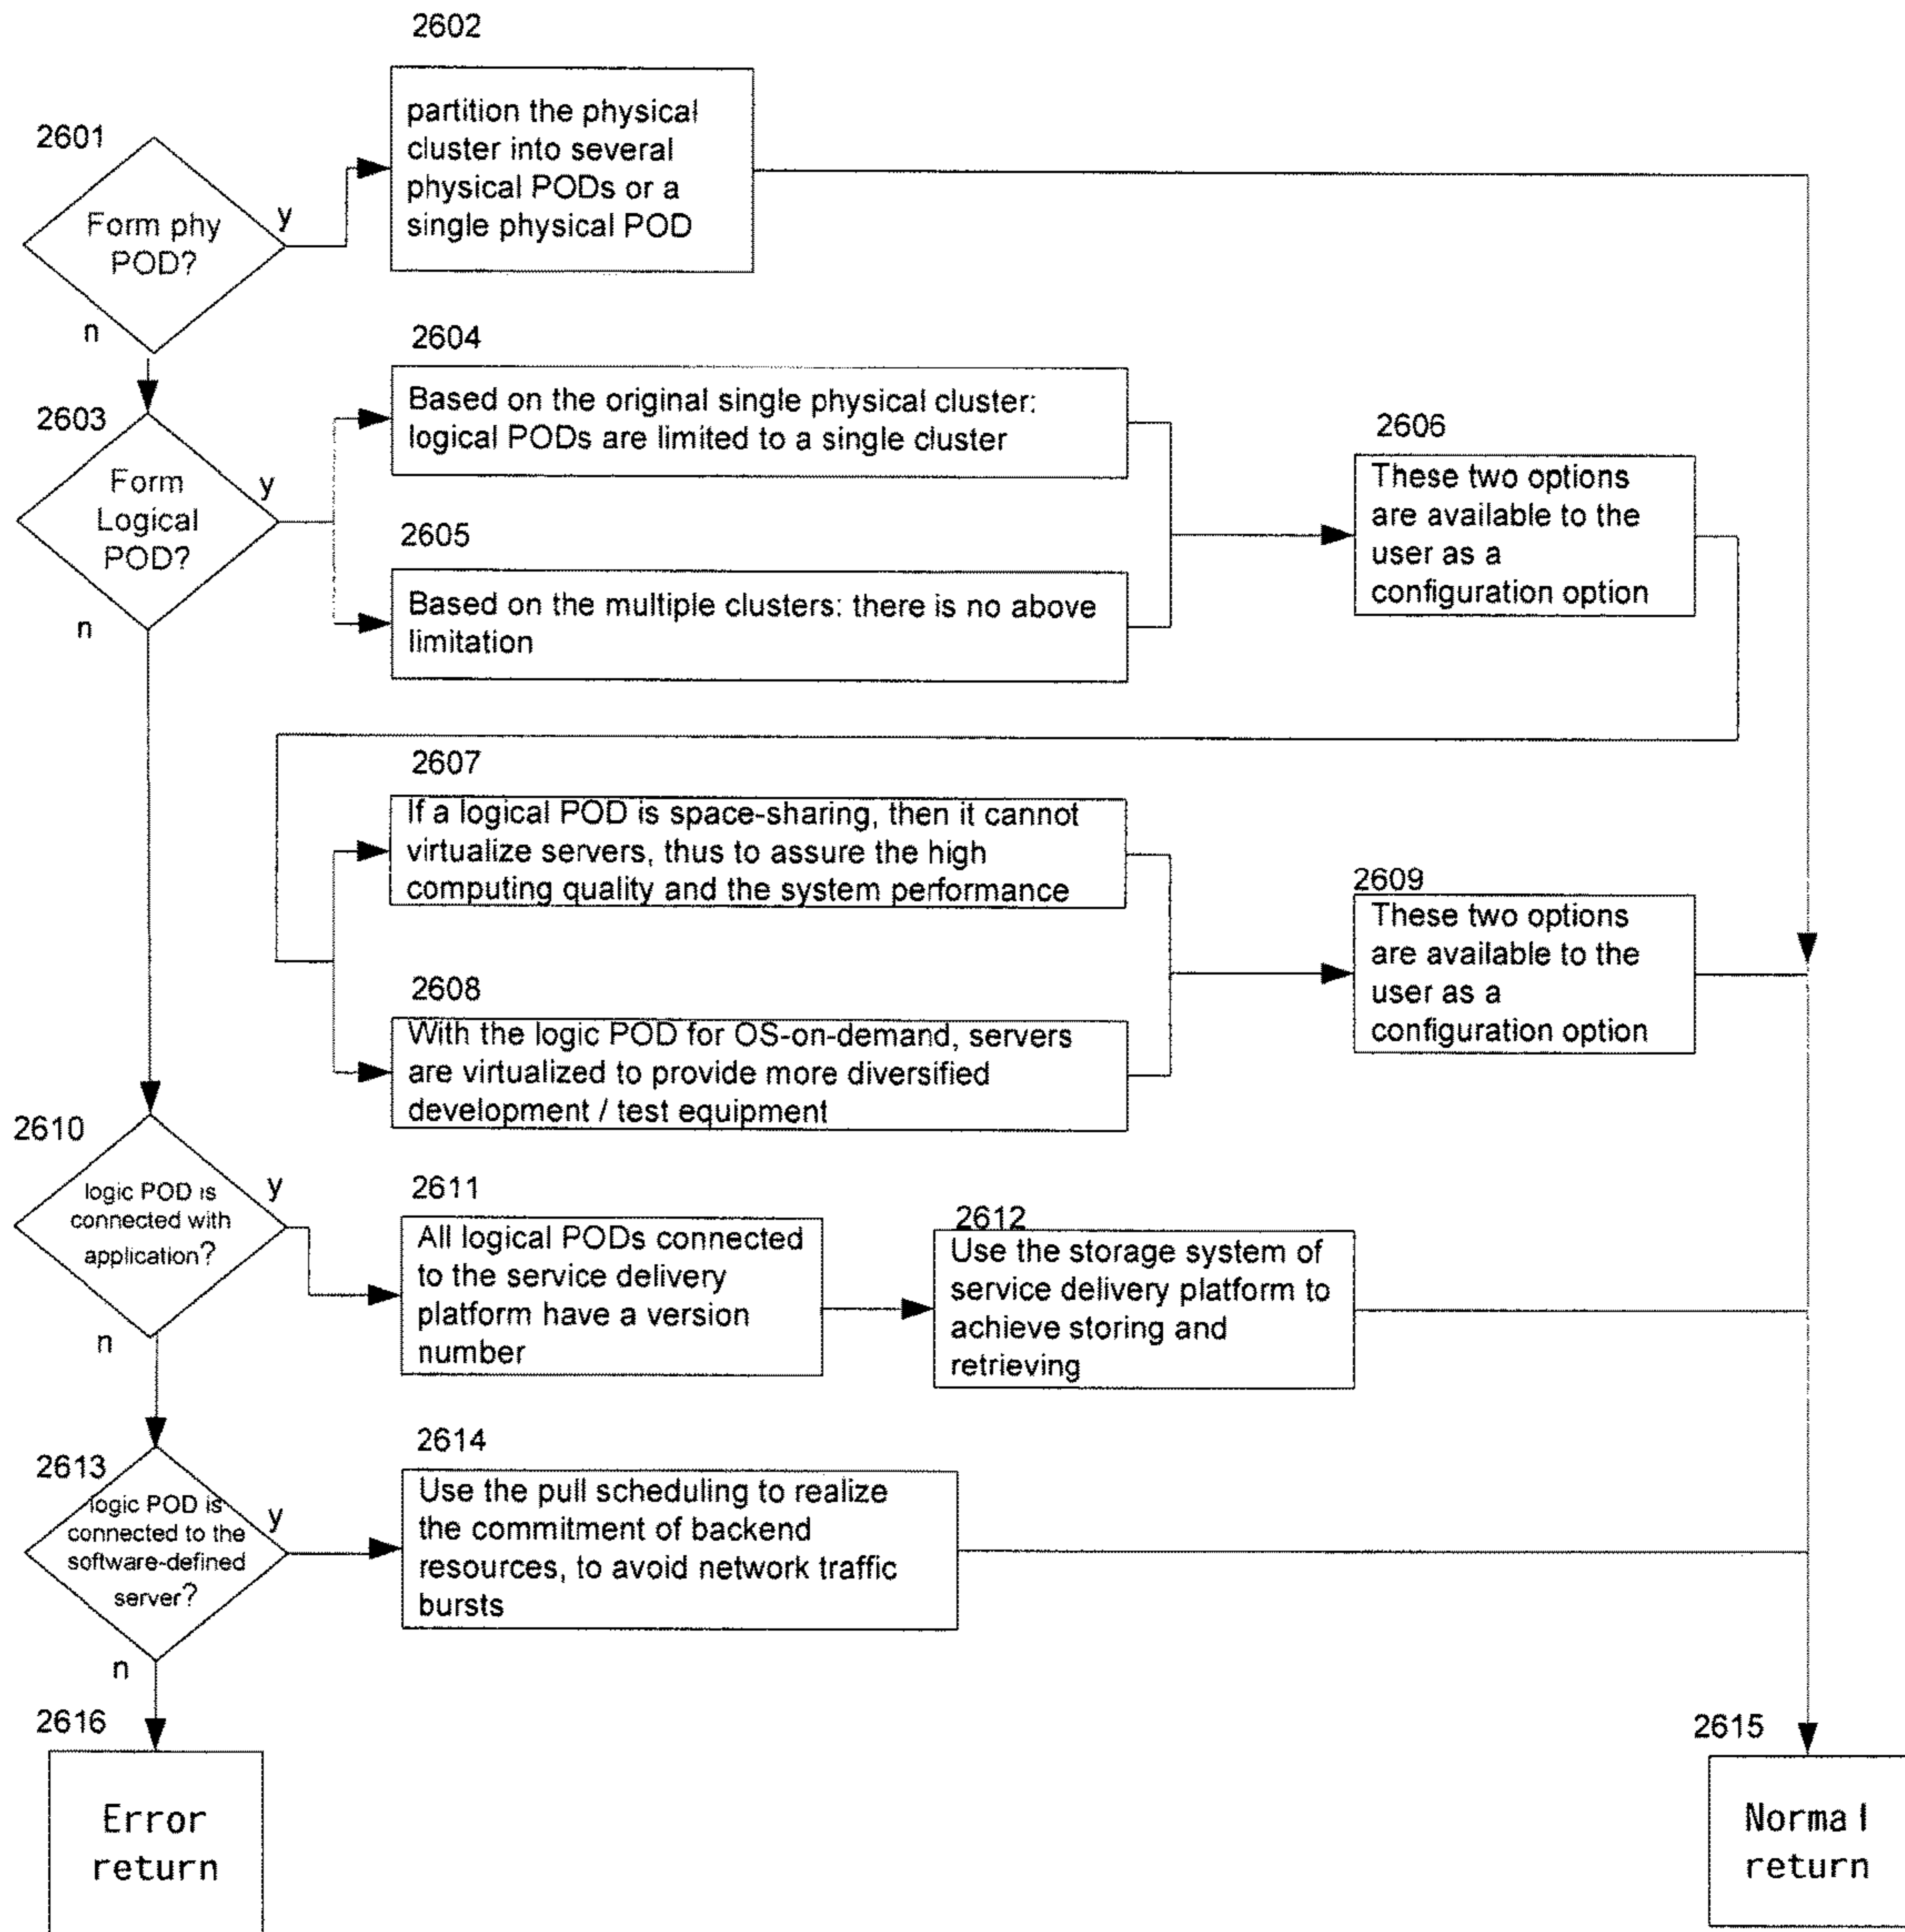 2602
partition the physical
cluster into several
physical PODs or a
single physical POD
2601
Form phy
POD?
y
n
2604
Based on the original single physical cluster:
logical PODs are limited to a single cluster
2603
Form
Logical
POD?
y
n
2605
Based on the multiple clusters: there is no above
limitation
2606
These two options
are available to the
user as a
configuration option
2607
If a logical POD is space-sharing, then it cannot
virtualize servers, thus to assure the high
computing quality and the system performance
2608
With the logic POD for OS-on-demand, servers
are virtualized to provide more diversified
development / test equipment
2609
These two options
are available to the
user as a
configuration option
2610
logic POD is
connected with
application?
y
n
2611
All logical PODs connected
to the service delivery
platform have a version
number
2612
Use the storage system of
service delivery platform to
achieve storing and
retrieving
2613
logic POD is
connected to the
software-defined
server?
y
n
2614
Use the pull scheduling to realize
the commitment of backend
resources, to avoid network traffic
bursts
2616
Error
return
2615
Normal
return